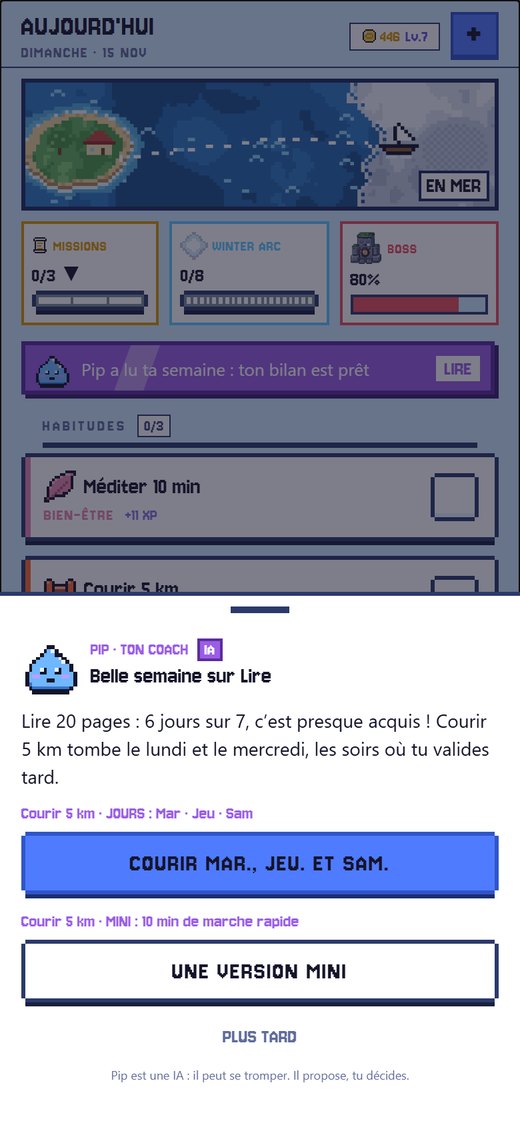 AUJOURD'HUI
DIMANCHE · 15 NOV
446 Lv.7
+
EN MER
MISSIONS
0/3 ▼
WINTER ARC
0/8
BOSS
80%
Pip a lu ta semaine : ton bilan est prêt
LIRE
HABITUDES 0/3
Méditer 10 min
BIEN-ÊTRE +11 XP
Courir 5 km
PIP · TON COACH IA
Belle semaine sur Lire
Lire 20 pages : 6 jours sur 7, c’est presque acquis ! Courir
5 km tombe le lundi et le mercredi, les soirs où tu valides
tard.
Courir 5 km · JOURS : Mar · Jeu · Sam
COURIR MAR., JEU. ET SAM.
Courir 5 km · MINI : 10 min de marche rapide
UNE VERSION MINI
PLUS TARD
Pip est une IA : il peut se tromper. Il propose, tu décides.